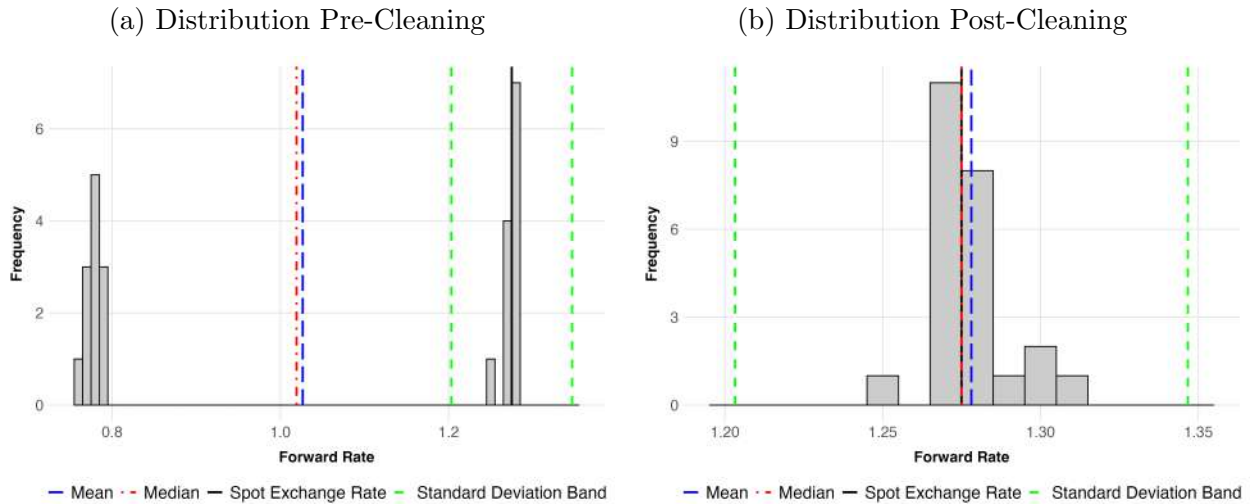 (a) Distribution Pre-Cleaning
6
4
2
0
Frequency
0.8
1.0
1.2
Forward Rate
Mean Median Spot Exchange Rate Standard Deviation Band
(b) Distribution Post-Cleaning
9
6
3
0
Frequency
1.20
1.25
1.30
1.35
Forward Rate
Mean Median Spot Exchange Rate Standard Deviation Band